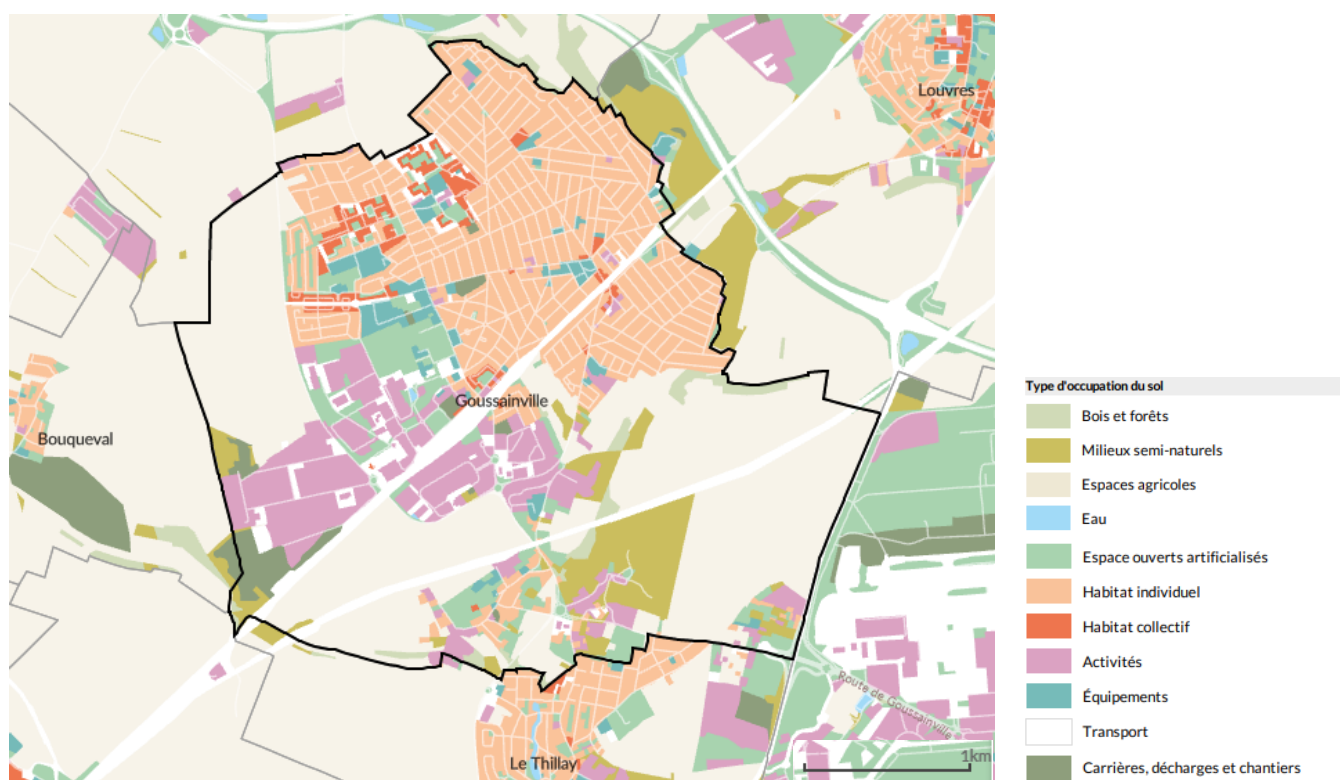 Louvres
Goussainville
Bouqueval
Le Thillay
Route de Goussainville
1km
Type d'occupation du sol
Bois et forêts
Milieux semi-naturels
Espaces agricoles
Eau
Espace ouverts artificialisés
Habitat individuel
Habitat collectif
Activités
Équipements
Transport
Carrières, décharges et chantiers